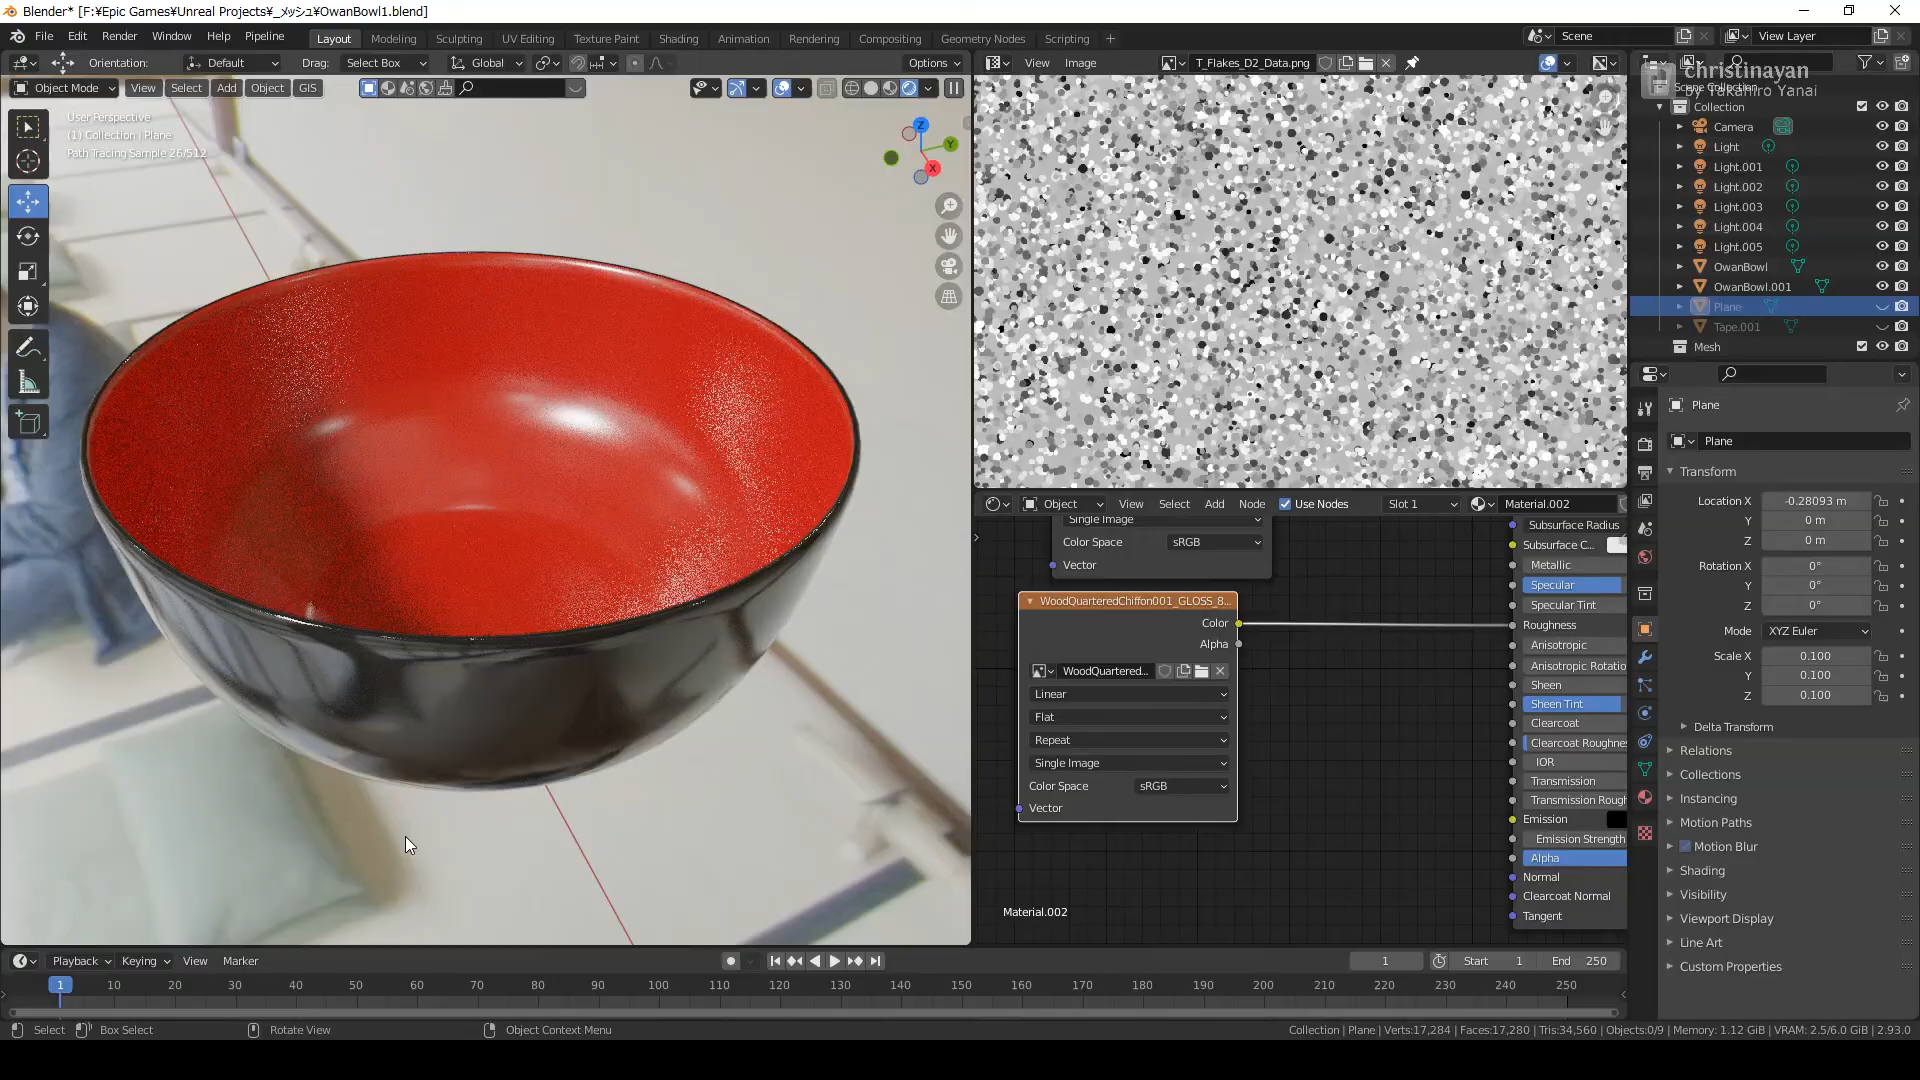 Blender* [F:¥Epic Games¥Unreal Projects¥_メッシュ¥OwanBowl1.blend]
File Edit Render Window Help Pipeline
Layout Modeling Sculpting UV Editing Texture Paint Shading Animation Rendering Compositing Geometry Nodes Scripting +
Scene
View Layer
Orientation: Default Drag: Select Box Global Options
Object Mode View Select Add Object GIS
User Perspective
(1) Collection | Plane
Path Tracing Sample 26/512
Z
Y
X
View Image T_Flakes_D2_Data.png
christinayan
by Takahiro Yanai
Scene Collection
Collection
Camera
Light
Light.001
Light.002
Light.003
Light.004
Light.005
OwanBowl
OwanBowl.001
Plane
Tape.001
Mesh
Object View Select Add Node Use Nodes Slot 1 Material.002
Single Image
Color Space sRGB
Vector
WoodQuarteredChiffon001_GLOSS_8...
Color
Alpha
WoodQuartered...
Linear
Flat
Repeat
Single Image
Color Space sRGB
Vector
Material.002
Subsurface Radius
Subsurface C...
Metallic
Specular
Specular Tint
Roughness
Anisotropic
Anisotropic Rotatio
Sheen
Sheen Tint
Clearcoat
Clearcoat Roughnes
IOR
Transmission
Transmission Rough
Emission
Emission Strength
Alpha
Normal
Clearcoat Normal
Tangent
Plane
Plane
Transform
Location X -0.28093 m
Y 0 m
Z 0 m
Rotation X 0°
Y 0°
Z 0°
Mode XYZ Euler
Scale X 0.100
Y 0.100
Z 0.100
Delta Transform
Relations
Collections
Instancing
Motion Paths
Motion Blur
Shading
Visibility
Viewport Display
Line Art
Custom Properties
Playback Keying View Marker 1 Start 1 End 250
1 10 20 30 40 50 60 70 80 90 100 110 120 130 140 150 160 170 180 190 200 210 220 230 240 250
Select Box Select Rotate View Object Context Menu
Collection | Plane | Verts:17,284 | Faces:17,280 | Tris:34,560 | Objects:0/9 | Memory: 1.12 GiB | VRAM: 2.5/6.0 GiB | 2.93.0